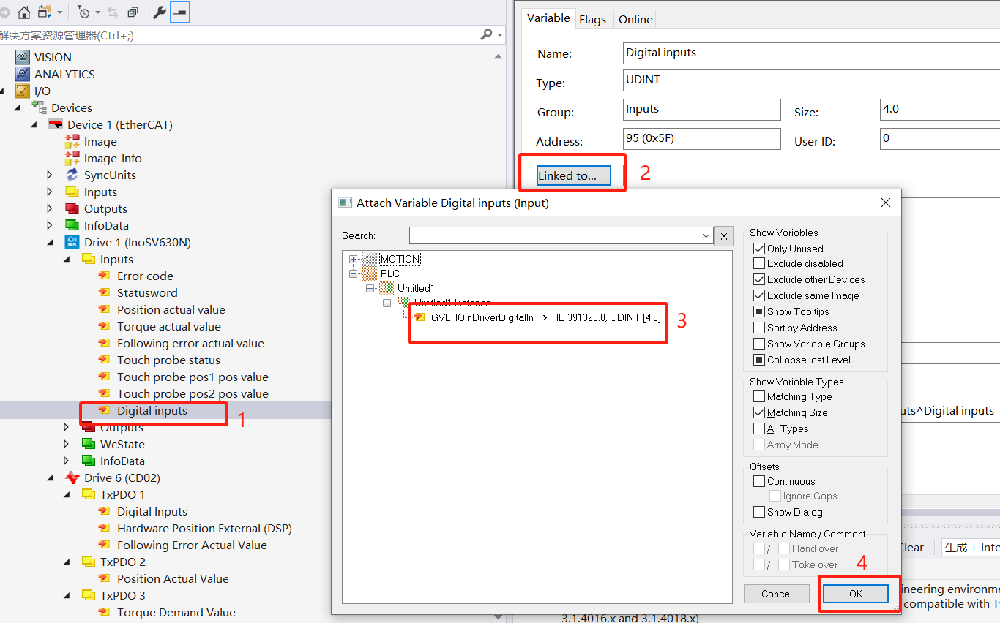 解决方案资源管理器(Ctrl+;)
VISION
ANALYTICS
I/O
Devices
Device 1 (EtherCAT)
Image
Image-Info
SyncUnits
Inputs
Outputs
InfoData
Drive 1 (InoSV630N)
Inputs
Error code
Statusword
Position actual value
Torque actual value
Following error actual value
Touch probe status
Touch probe pos1 pos value
Touch probe pos2 pos value
Digital inputs
1
Outputs
WcState
InfoData
Drive 6 (CD02)
TxPDO 1
Digital Inputs
Hardware Position External (DSP)
Following Error Actual Value
TxPDO 2
Position Actual Value
TxPDO 3
Torque Demand Value
Variable Flags Online
Name: Digital inputs
Type: UDINT
Group: Inputs Size: 4.0
Address: 95 (0x5F) User ID: 0
Linked to... 2
Attach Variable Digital inputs (Input)
Search:
MOTION
PLC
Untitled1
Untitled1 Instance
GVL_IO.nDriverDigitalIn > IB 391320.0, UDINT [4.0]
3
Show Variables
Only Unused
Exclude disabled
Exclude other Devices
Exclude same Image
Show Tooltips
Sort by Address
Show Variable Groups
Collapse last Level
Show Variable Types
Matching Type
Matching Size
All Types
Array Mode
Offsets
Continuous
Ignore Gaps
Show Dialog
Variable Name / Comment
/ Hand over
/ Take over
4
Cancel OK
uts^Digital inputs
Clear 生成 + Inte
ineering environme
compatible with T
3.1.4016.x and 3.1.4018.x)